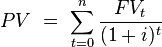 PV = \sum_{t=0}^{n} \frac{FV_t}{(1+i)^t}